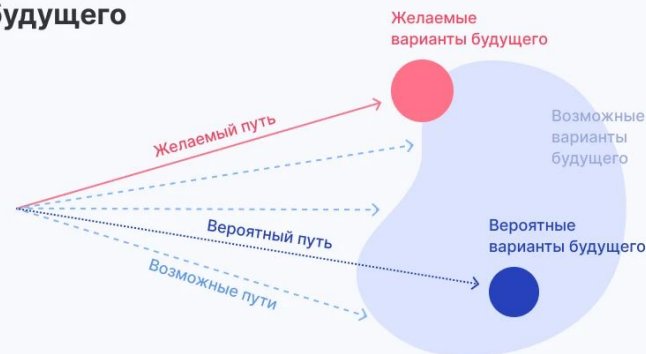 будущего
Желаемые
варианты будущего
Возможные
варианты
будущего
Желаемый путь
Вероятный путь
Вероятные
варианты будущего
Возможные пути